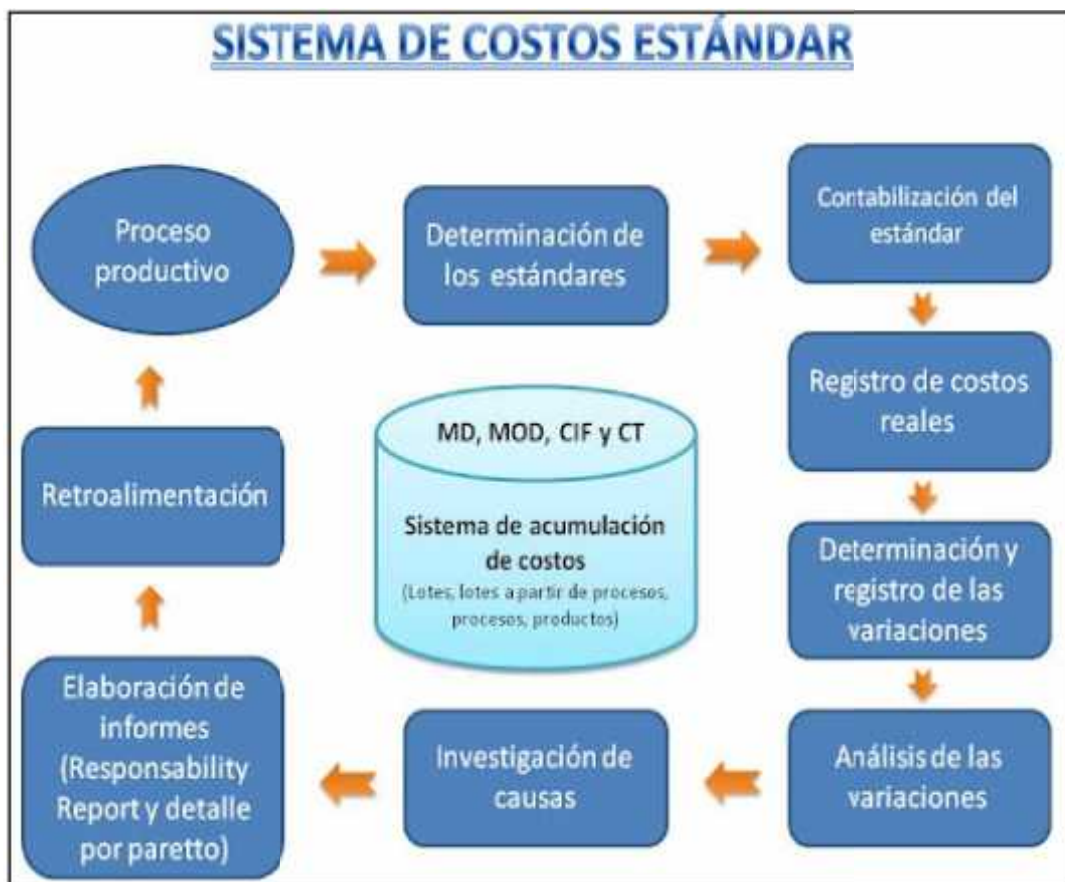 SISTEMA DE COSTOS ESTÁNDAR
Proceso
productivo
Determinación de
los estándares
Contabilización del
estándar
Registro de costos
reales
Determinación y
registro de las
variaciones
Análisis de las
variaciones
Investigación de
causas
Elaboración de
informes
(Responsability
Report y detalle
por paretto)
Retroalimentación
MD, MOD, CIF y CT
Sistema de acumulación
de costos
(Lotes, lotes a partir de procesos,
procesos, productos)